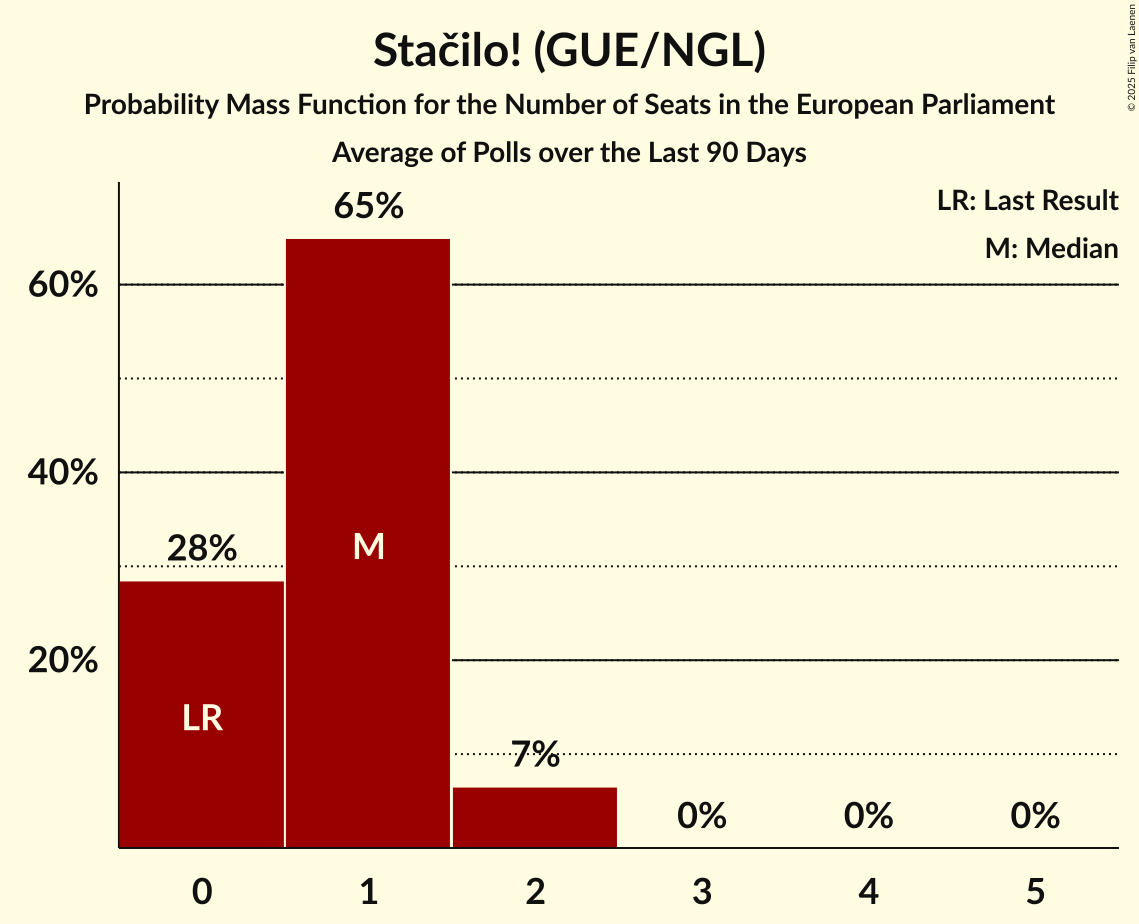 Stačilo! (GUE/NGL)
Probability Mass Function for the Number of Seats in the European Parliament
Average of Polls over the Last 90 Days
© 2025 Filip van Laenen
LR: Last Result
M: Median
65%
60%
40%
28%
M
20%
LR
7%
0%
0%
0%
0
1
2
3
4
5